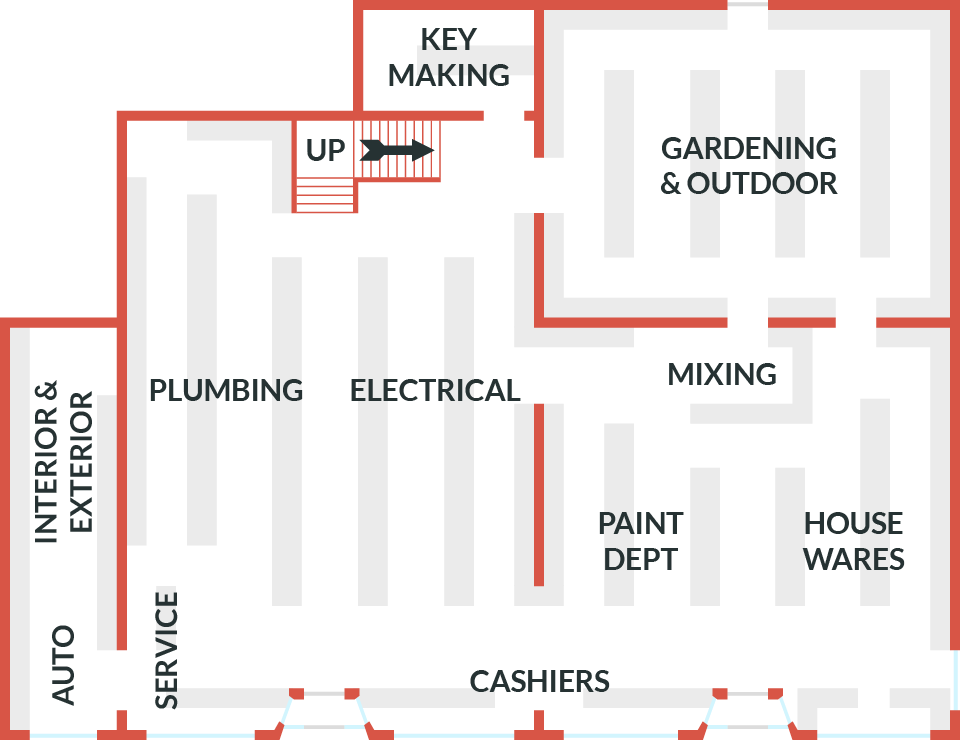 KEY
MAKING
UP
GARDENING
& OUTDOOR
PLUMBING
ELECTRICAL
MIXING
INTERIOR &
EXTERIOR
PAINT
DEPT
HOUSE
WARES
AUTO
SERVICE
CASHIERS